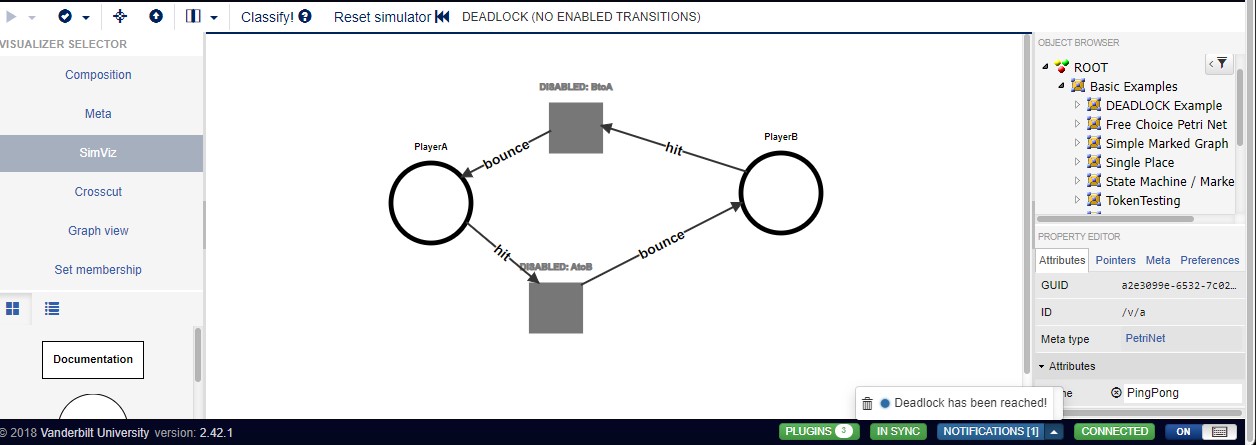 Classify!
Reset simulator
DEADLOCK (NO ENABLED TRANSITIONS)
VISUALIZER SELECTOR
Composition
Meta
SimViz
Crosscut
Graph view
Set membership
Documentation
DISABLED: BtoA
PlayerA
PlayerB
bounce
hit
hit
bounce
DISABLED: AtoB
OBJECT BROWSER
ROOT
Basic Examples
DEADLOCK Example
Free Choice Petri Net
Simple Marked Graph
Single Place
State Machine / Marke
TokenTesting
PROPERTY EDITOR
Attributes Pointers Meta Preferences
GUID a2e3099e-6532-7c02…
ID /v/a
Meta type PetriNet
Attributes
me PingPong
Deadlock has been reached!
© 2018 Vanderbilt University version: 2.42.1
PLUGINS 3 IN SYNC NOTIFICATIONS [1] CONNECTED ON